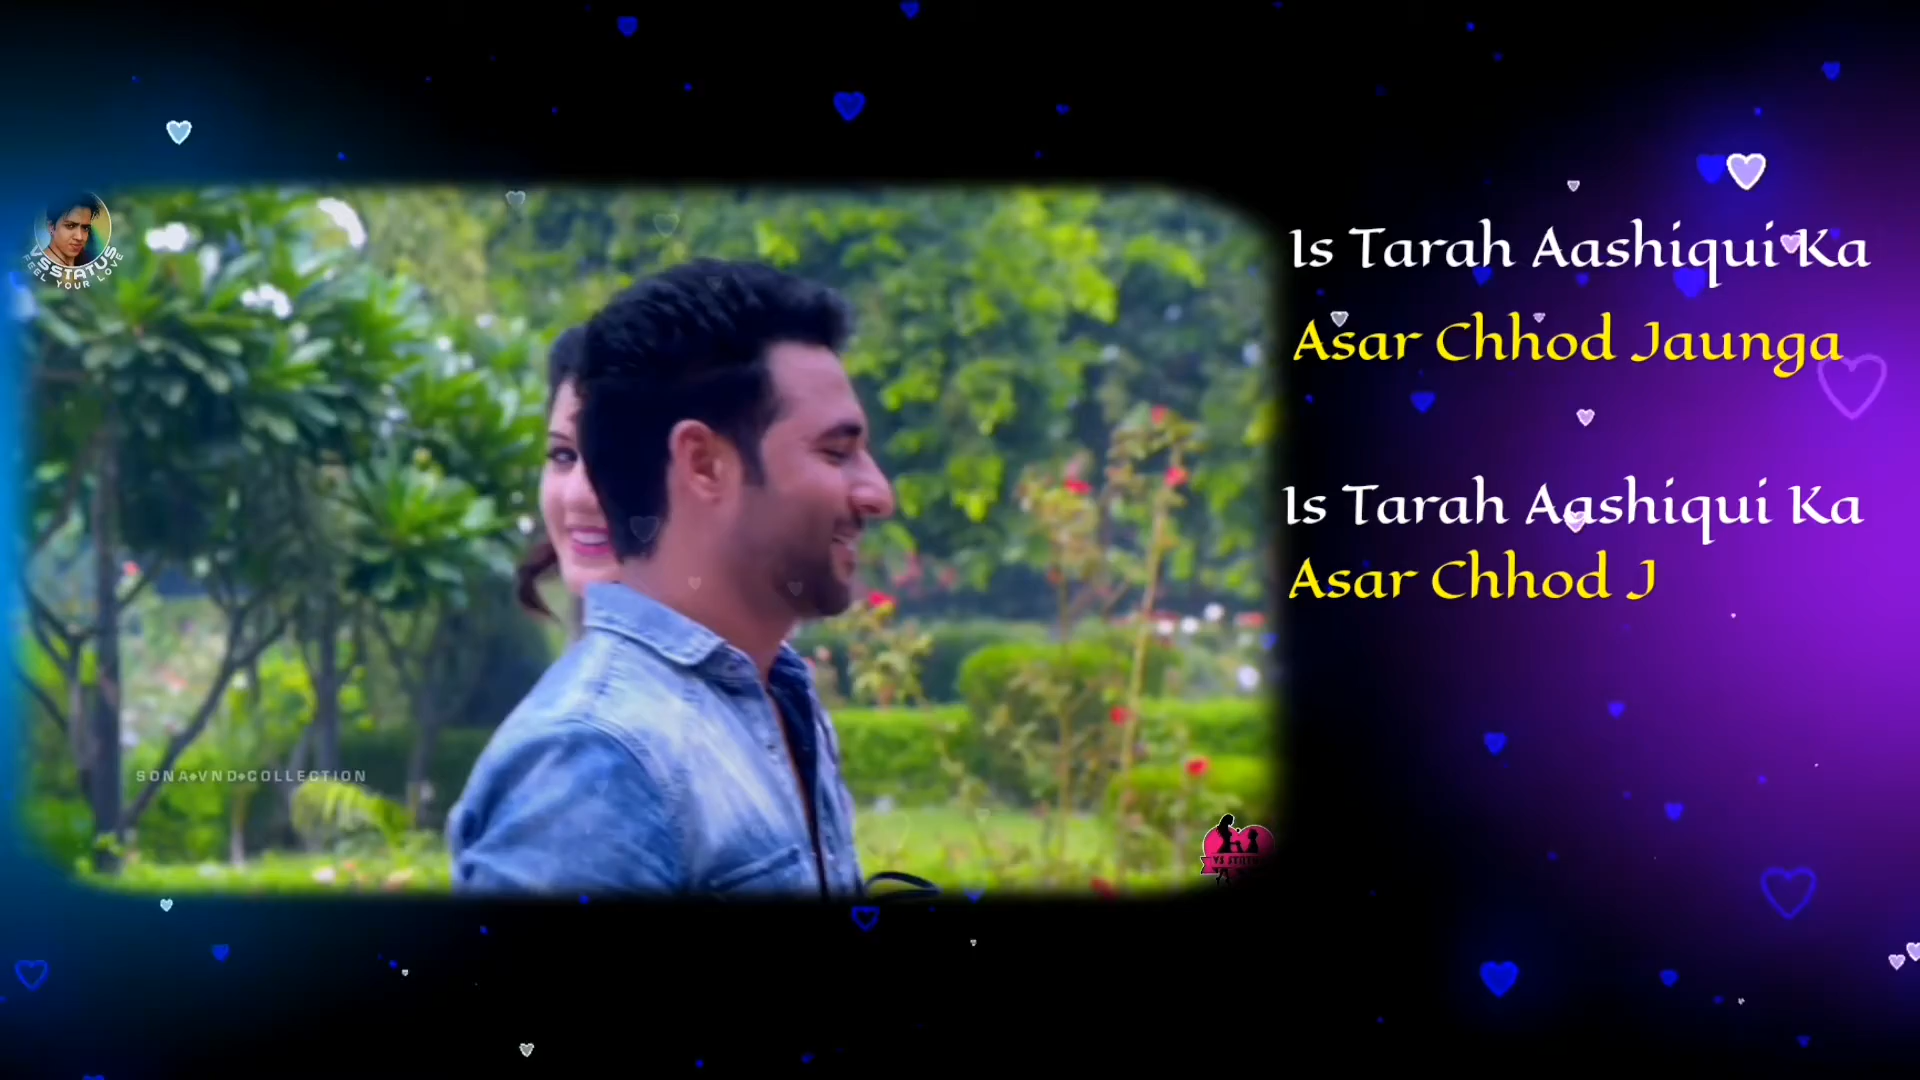 Is Tarah Aashiqui Ka
Asar Chhod Jaunga
Is Tarah Aashiqui Ka
Asar Chhod J
VSSTATUS
FEEL YOUR LOVE
SONA VND COLLECTION